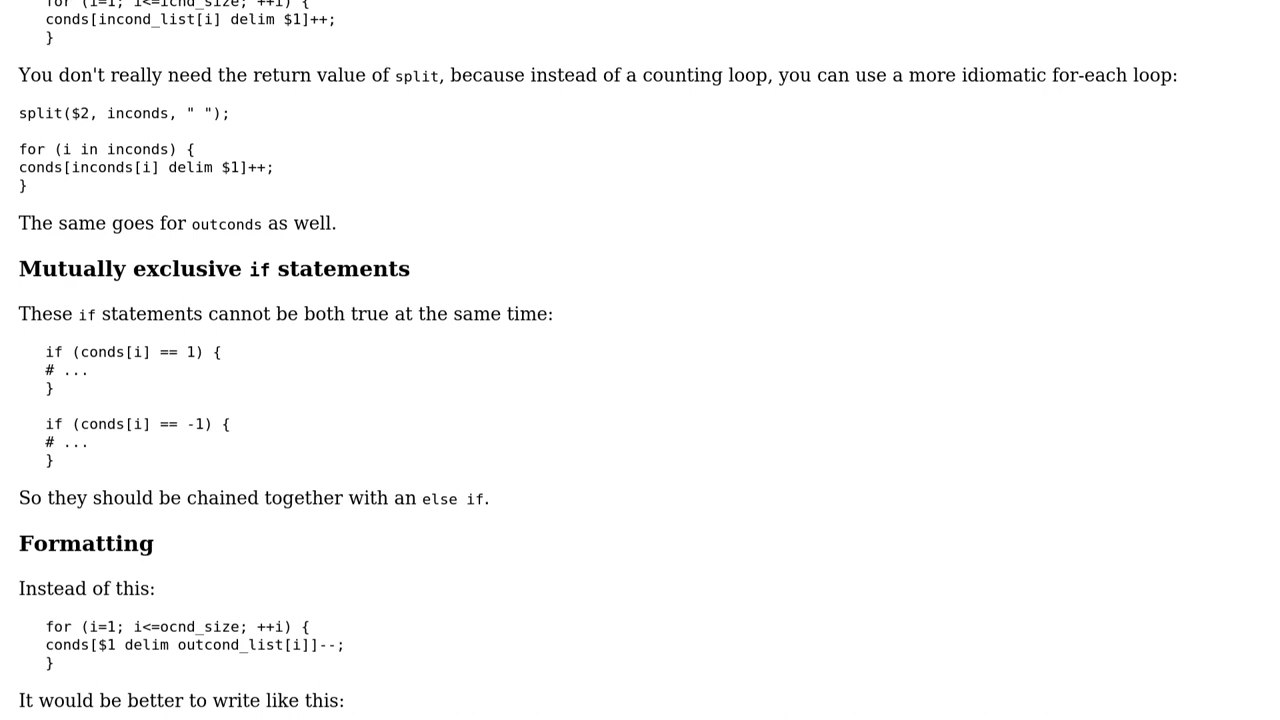 for (i=1; i<=icnd_size; ++i) {
conds[incond_list[i] delim $1]++;
}
You don't really need the return value of split, because instead of a counting loop, you can use a more idiomatic for-each loop:
split($2, inconds, " ");
for (i in inconds) {
conds[inconds[i] delim $1]++;
}
The same goes for outconds as well.
Mutually exclusive if statements
These if statements cannot be both true at the same time:
if (conds[i] == 1) {
# ...
}
if (conds[i] == -1) {
# ...
}
So they should be chained together with an else if.
Formatting
Instead of this:
for (i=1; i<=ocnd_size; ++i) {
conds[$1 delim outcond_list[i]]--;
}
It would be better to write like this: